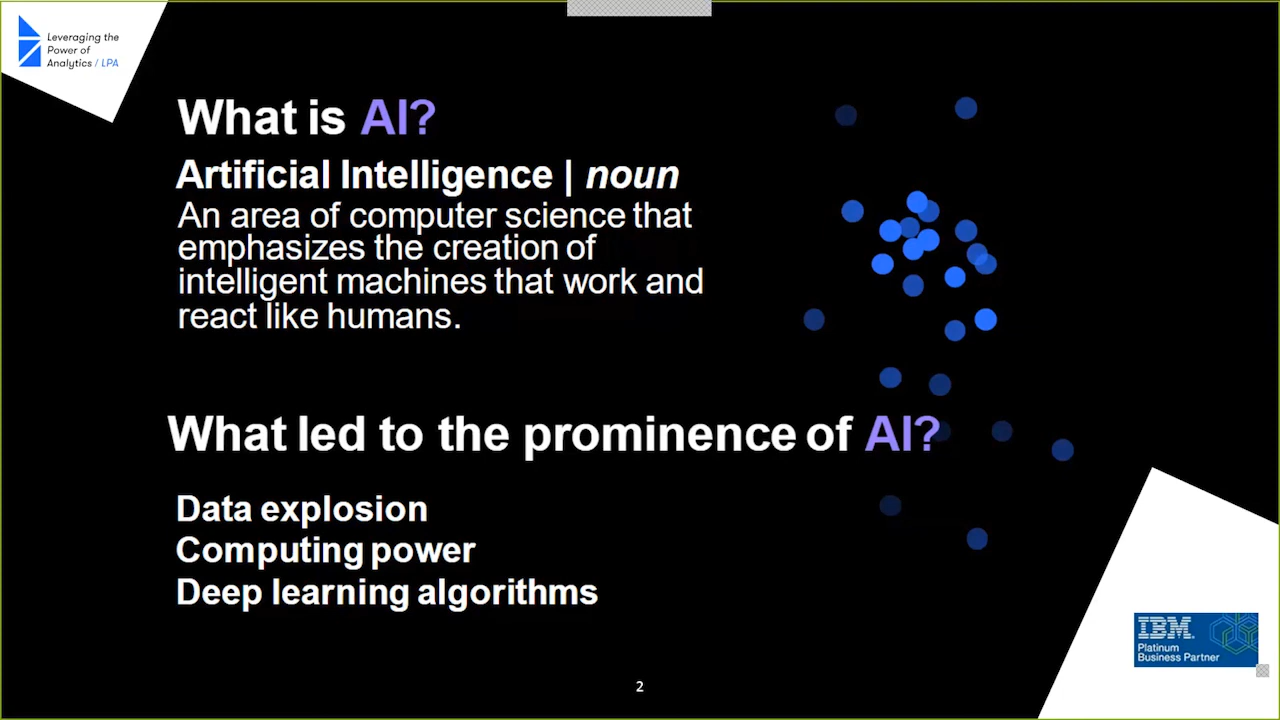 Leveraging the
Power of
Analytics / LPA
What is AI?
Artificial Intelligence | noun
An area of computer science that
emphasizes the creation of
intelligent machines that work and
react like humans.
What led to the prominence of AI?
Data explosion
Computing power
Deep learning algorithms
IBM
Platinum
Business Partner
2